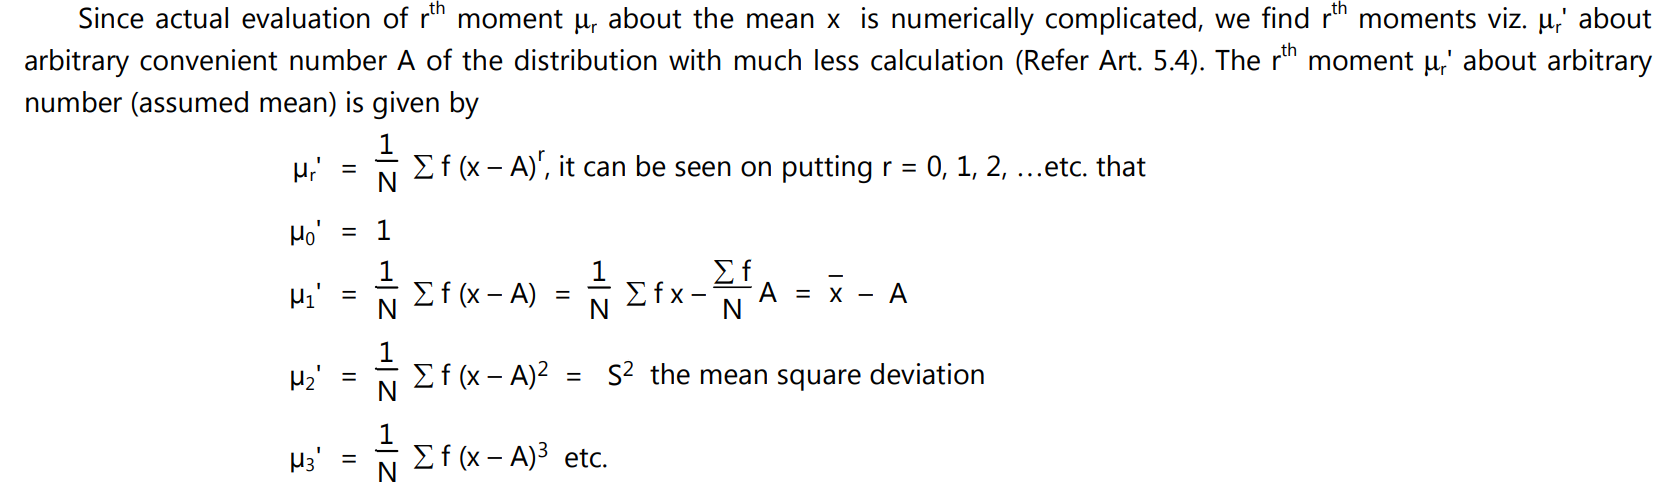 Since actual evaluation of rᵗʰ moment μᵣ about the mean x is numerically complicated, we find rᵗʰ moments viz. μᵣ' about
arbitrary convenient number A of the distribution with much less calculation (Refer Art. 5.4). The rᵗʰ moment μᵣ' about arbitrary
number (assumed mean) is given by
μᵣ' = 1/N ∑ f (x – A)ʳ, it can be seen on putting r = 0, 1, 2, …etc. that
μ₀' = 1
μ₁' = 1/N ∑ f (x – A) = 1/N ∑ f x – ∑ f/N A = x̄ – A
μ₂' = 1/N ∑ f (x – A)² = S² the mean square deviation
μ₃' = 1/N ∑ f (x – A)³ etc.